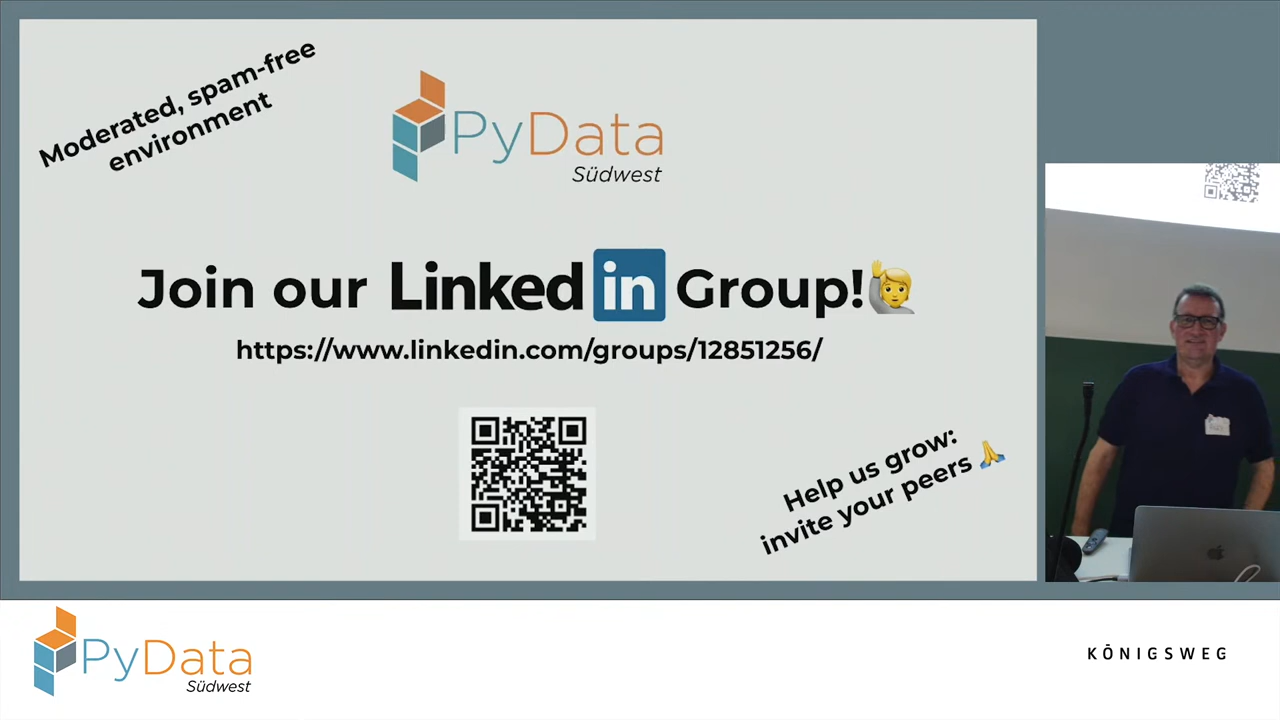 Moderated, spam-free
environment
PyData
Südwest
Join our Linked in Group!🙋
https://www.linkedin.com/groups/12851256/
Help us grow:
invite your peers 🙏
PyData
Südwest
KÖNIGSWEG